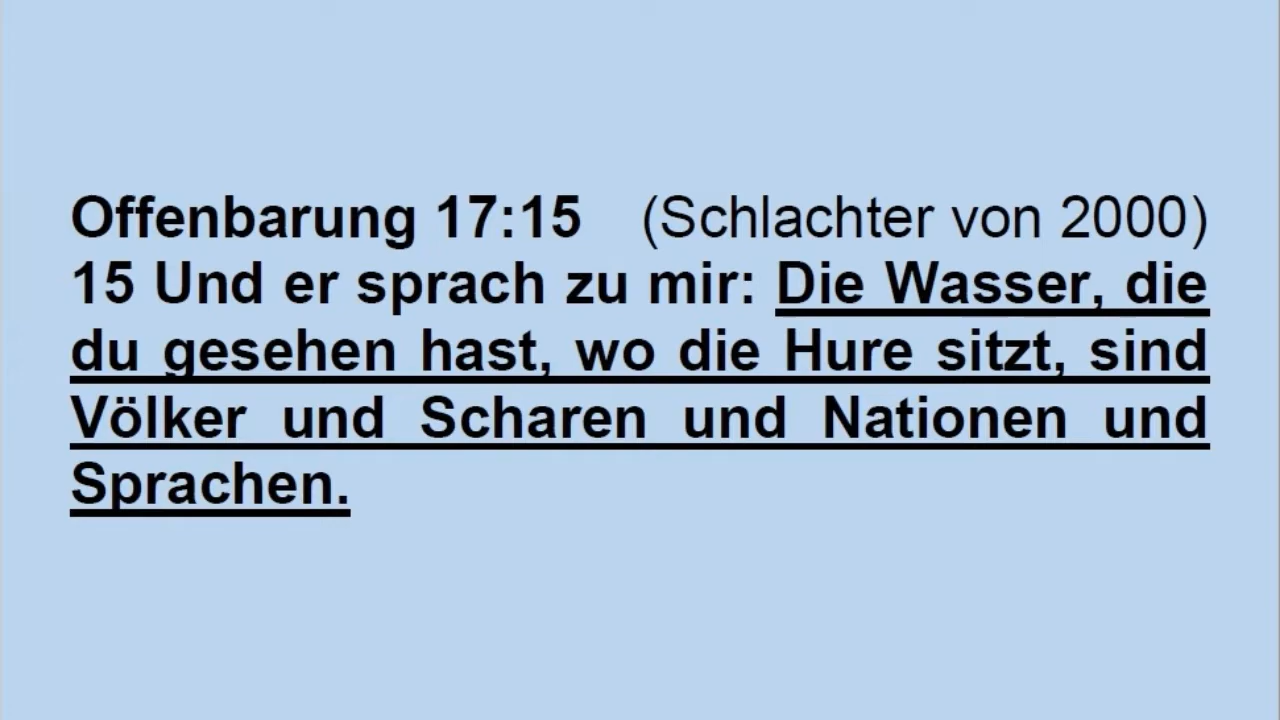 Offenbarung 17:15 (Schlachter von 2000)
15 Und er sprach zu mir: Die Wasser, die
du gesehen hast, wo die Hure sitzt, sind
Völker und Scharen und Nationen und
Sprachen.